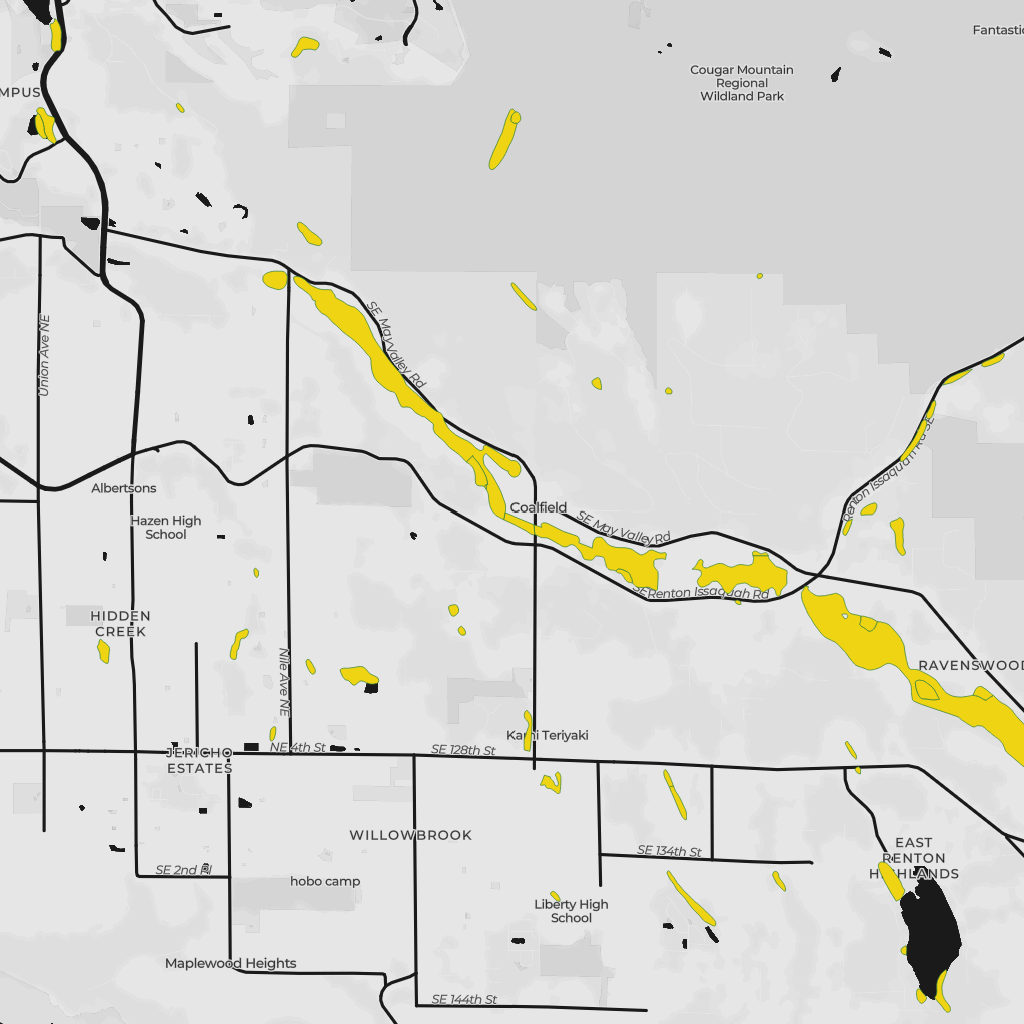 Fantastic
Cougar Mountain
Regional
Wildland Park
MPUS
Union Ave NE
SE May Valley Rd
Renton Issaquah Rd SE
Albertsons
Coalfield
Hazen High
School
SE May Valley Rd
SE Renton Issaquah Rd
HIDDEN
CREEK
RAVENSWOOD
Nile Ave NE
Kami Teriyaki
NE 4th St
SE 128th St
JERICHO
ESTATES
WILLOWBROOK
SE 134th St
EAST
RENTON
HIGHLANDS
SE 2nd Pl
hobo camp
Liberty High
School
Maplewood Heights
SE 144th St